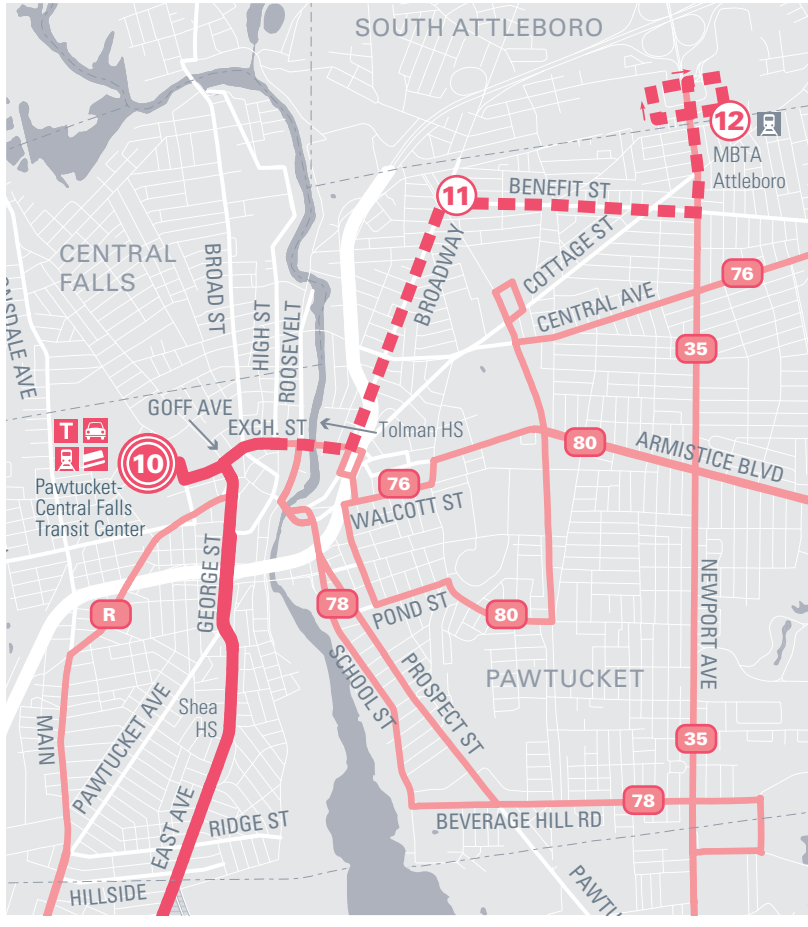 SOUTH ATTLEBORO
12
MBTA
Attleboro
11
BENEFIT ST
CENTRAL
FALLS
BROAD ST
BROADWAY
COTTAGE ST
76
CENTRAL AVE
NSDALE AVE
HIGH ST
ROOSEVELT
35
GOFF AVE
EXCH. ST
Tolman HS
T
10
80
ARMISTICE BLVD
Pawtucket-
Central Falls
Transit Center
76
WALCOTT ST
GEORGE ST
R
78
POND ST
80
NEWPORT AVE
SCHOOL ST
PROSPECT ST
PAWTUCKET
MAIN
PAWTUCKET AVE
Shea
HS
35
EAST AVE
RIDGE ST
78
BEVERAGE HILL RD
HILLSIDE
PAWTU